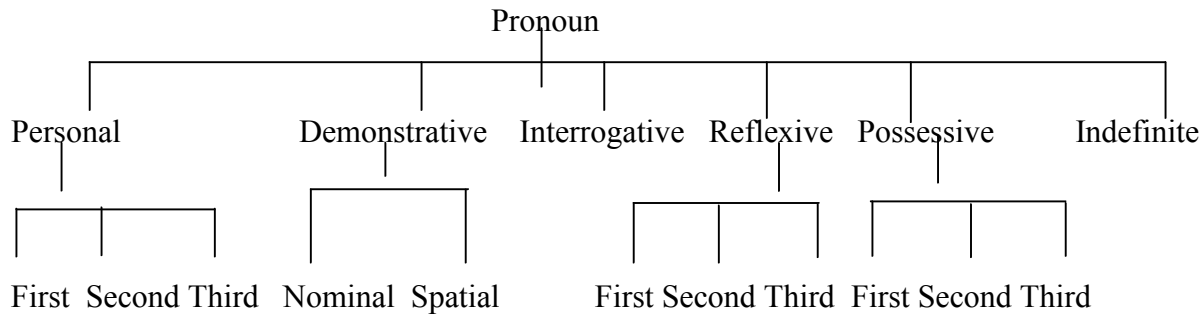 Pronoun
Personal Demonstrative Interrogative Reflexive Possessive Indefinite
First Second Third Nominal Spatial First Second Third First Second Third